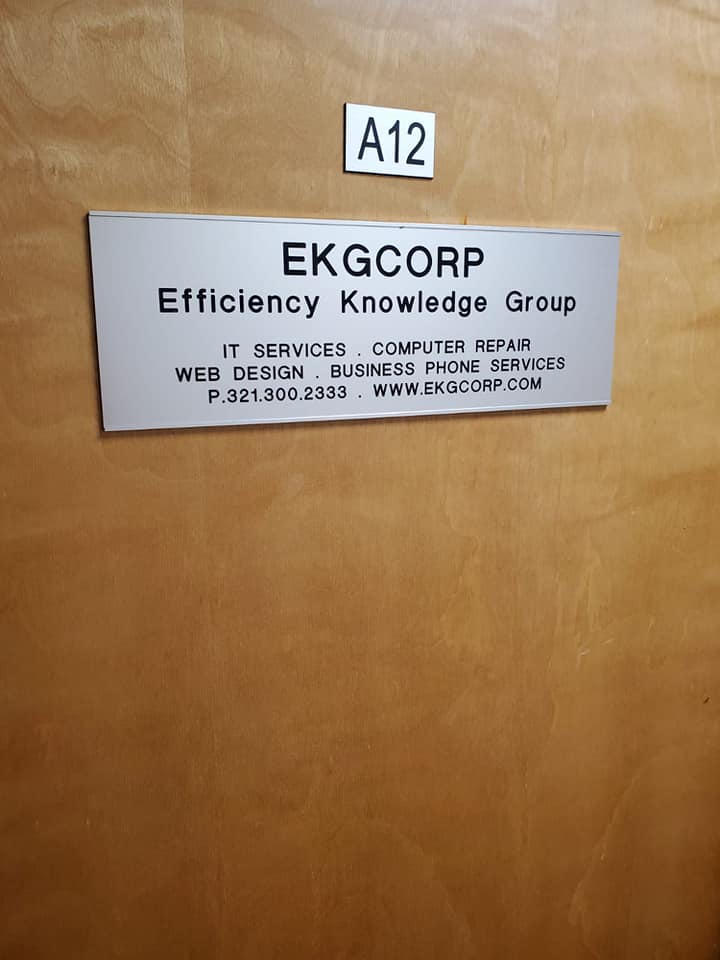 A12
EKGCORP
Efficiency Knowledge Group
IT SERVICES . COMPUTER REPAIR
WEB DESIGN . BUSINESS PHONE SERVICES
P.321.300.2333 . WWW.EKGCORP.COM